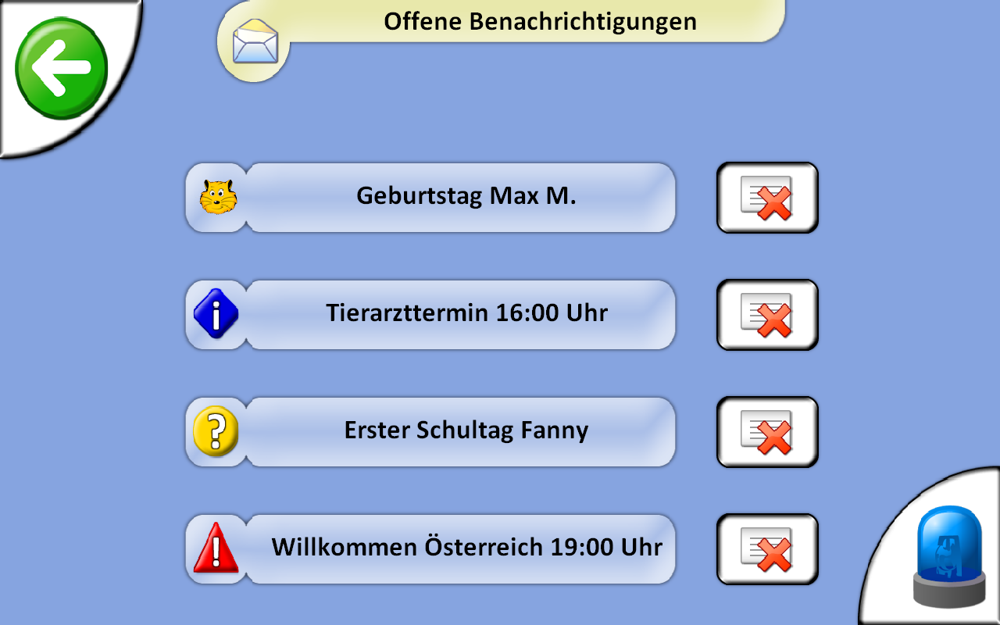 Offene Benachrichtigungen
Geburtstag Max M.
Tierarzttermin 16:00 Uhr
Erster Schultag Fanny
Willkommen Österreich 19:00 Uhr